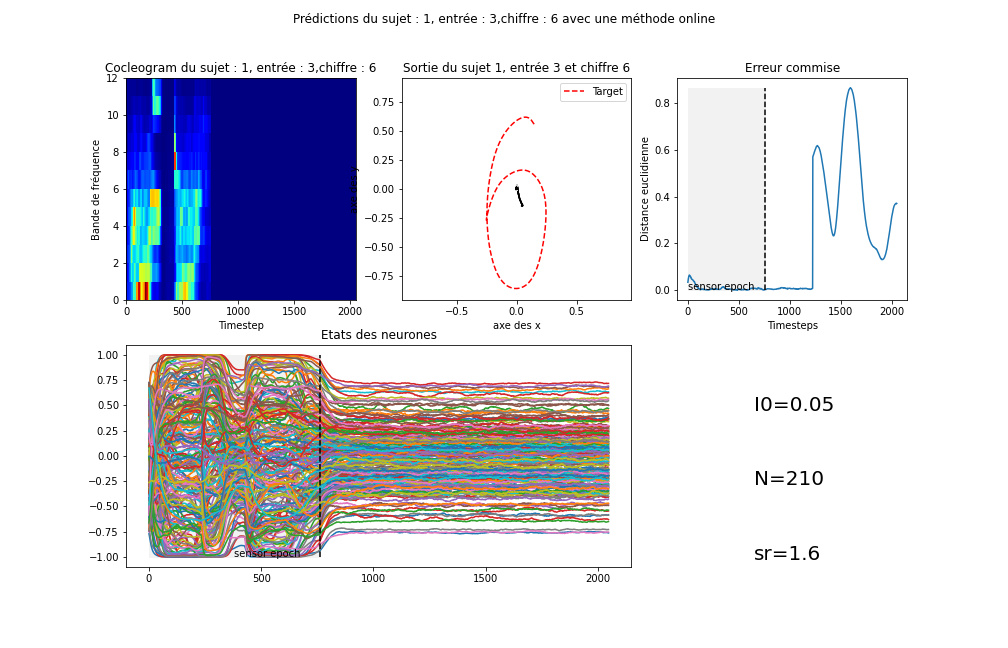 Prédictions du sujet : 1, entrée : 3,chiffre : 6 avec une méthode online
Cocleogram du sujet : 1, entrée : 3,chiffre : 6
Bande de fréquence
12
10
8
6
4
2
0
0 500 1000 1500 2000
Timestep
Sortie du sujet 1, entrée 3 et chiffre 6
Target
0.75
0.50
0.25
0.00
−0.25
−0.50
−0.75
−0.5 0.0 0.5
axe des x
Erreur commise
Distance euclidienne
0.8
0.6
0.4
0.2
0.0
sensor epoch
0 500 1000 1500 2000
Timesteps
Etats des neurones
1.00
0.75
0.50
0.25
0.00
−0.25
−0.50
−0.75
−1.00
sensor epoch
0 500 1000 1500 2000
I0=0.05
N=210
sr=1.6